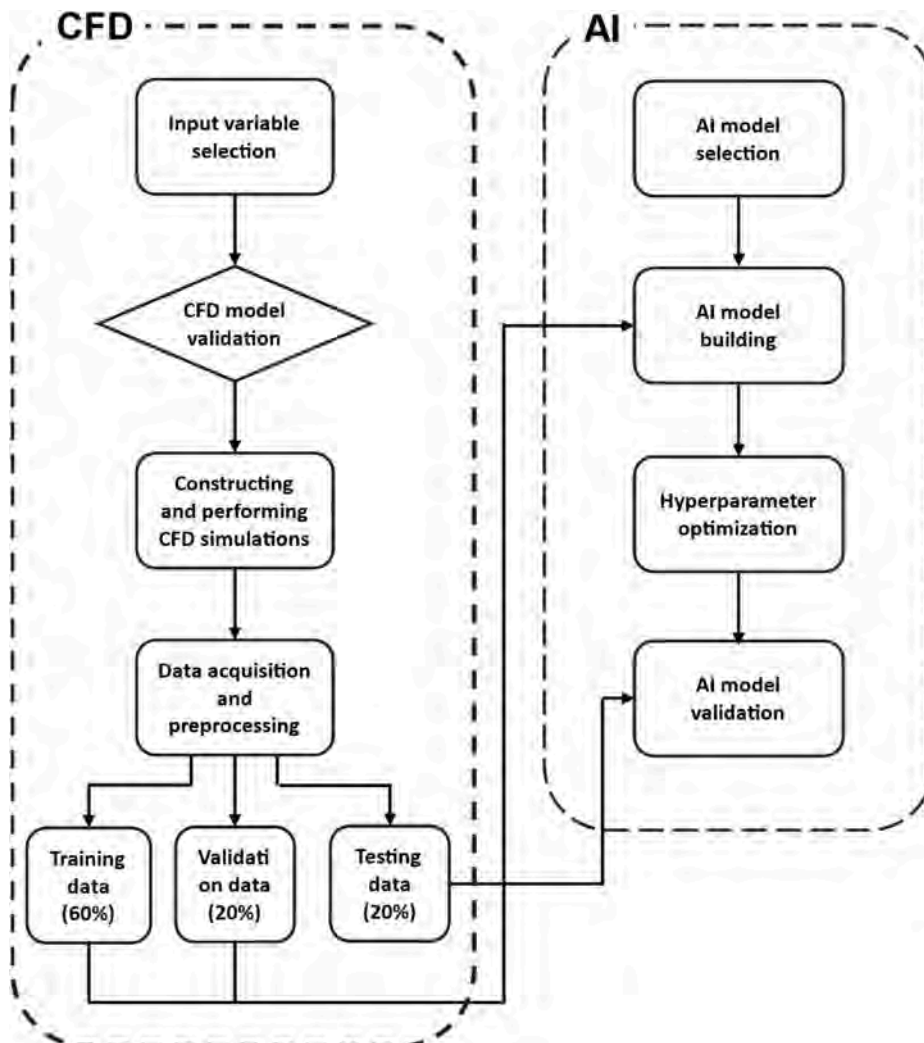 CFD
Input variable
selection
CFD model
validation
Constructing
and performing
CFD simulations
Data acquisition
and
preprocessing
Training
data
(60%)
Validati
on data
(20%)
Testing
data
(20%)
AI
AI model
selection
AI model
building
Hyperparameter
optimization
AI model
validation